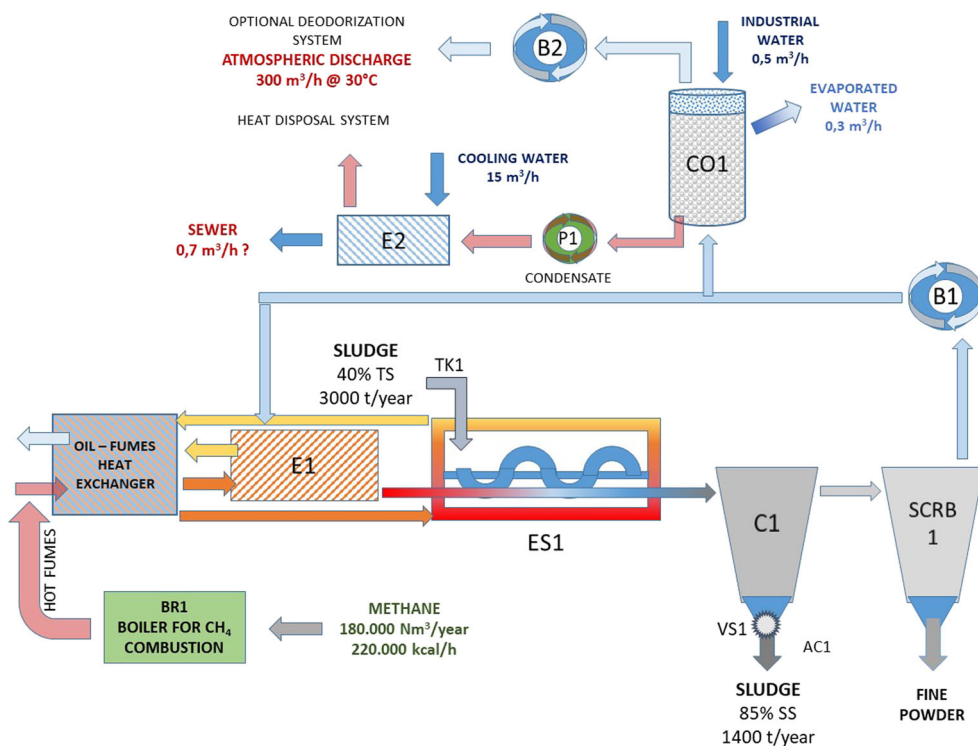 OPTIONAL DEODORIZATION
SYSTEM
ATMOSPHERIC DISCHARGE
300 m³/h @ 30°C
B2
INDUSTRIAL
WATER
0,5 m³/h
EVAPORATED
WATER
0,3 m³/h
HEAT DISPOSAL SYSTEM
COOLING WATER
15 m³/h
CO1
SEWER
0,7 m³/h ?
E2
P1
CONDENSATE
B1
SLUDGE
40% TS
3000 t/year
TK1
OIL – FUMES
HEAT
EXCHANGER
E1
ES1
C1
SCRB
1
HOT FUMES
BR1
BOILER FOR CH₄
COMBUSTION
METHANE
180.000 Nm³/year
220.000 kcal/h
VS1
AC1
SLUDGE
85% SS
1400 t/year
FINE
POWDER